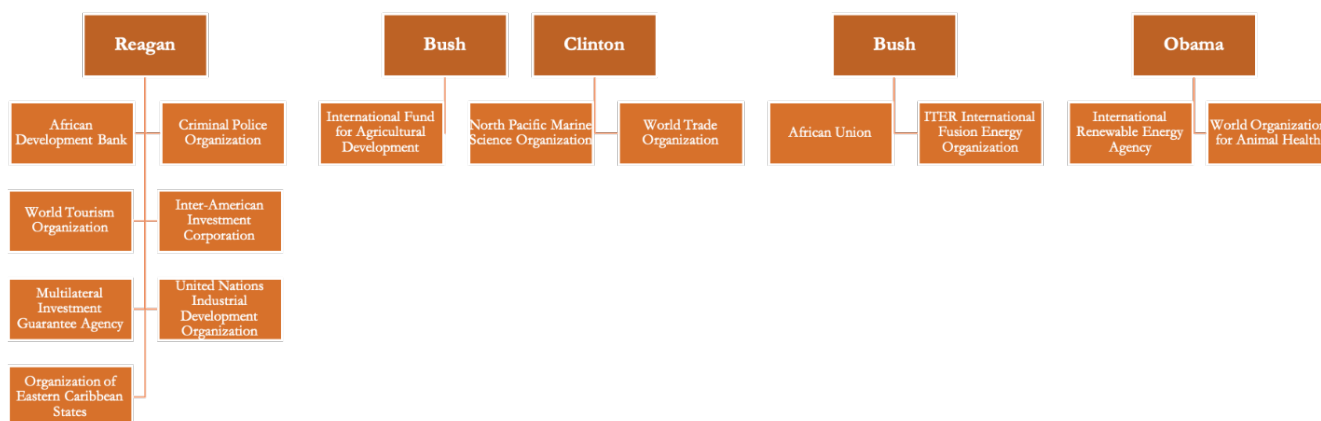 Reagan
African
Development Bank
Criminal Police
Organization
World Tourism
Organization
Inter-American
Investment
Corporation
Multilateral
Investment
Guarantee Agency
United Nations
Industrial
Development
Organization
Organization of
Eastern Caribbean
States
Bush
International Fund
for Agricultural
Development
Clinton
North Pacific Marine
Science Organization
World Trade
Organization
Bush
African Union
ITER International
Fusion Energy
Organization
Obama
International
Renewable Energy
Agency
World Organization
for Animal Health